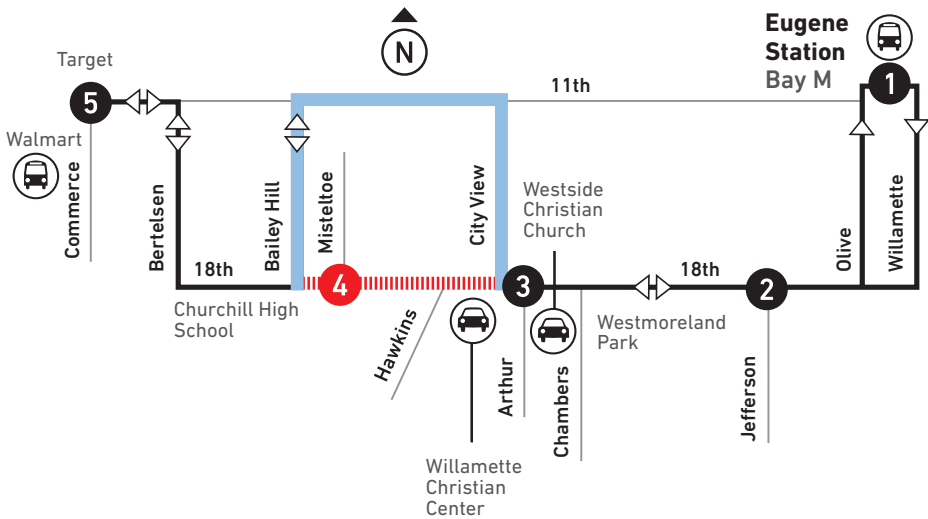 N
Eugene
Station
Bay M
1
Target
5
11th
Walmart
Commerce
Bertelsen
Bailey Hill
Misteltoe
City View
Westside
Christian
Church
Olive
Willamette
18th
4
3
18th
2
Churchill High
School
Hawkins
Arthur
Chambers
Westmoreland
Park
Jefferson
Willamette
Christian
Center